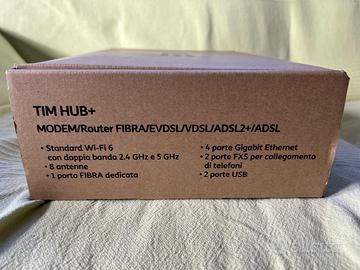 TIM HUB+
MODEM/Router FIBRA/EVDSL/VDSL/ADSL2+/ADSL
• Standard Wi-Fi 6
con doppia banda 2.4 GHz e 5 GHz
• 8 antenne
• 1 porta FIBRA dedicata
• 4 porte Gigabit Ethernet
• 2 porte FXS per collegamento
di telefoni
• 2 porte USB